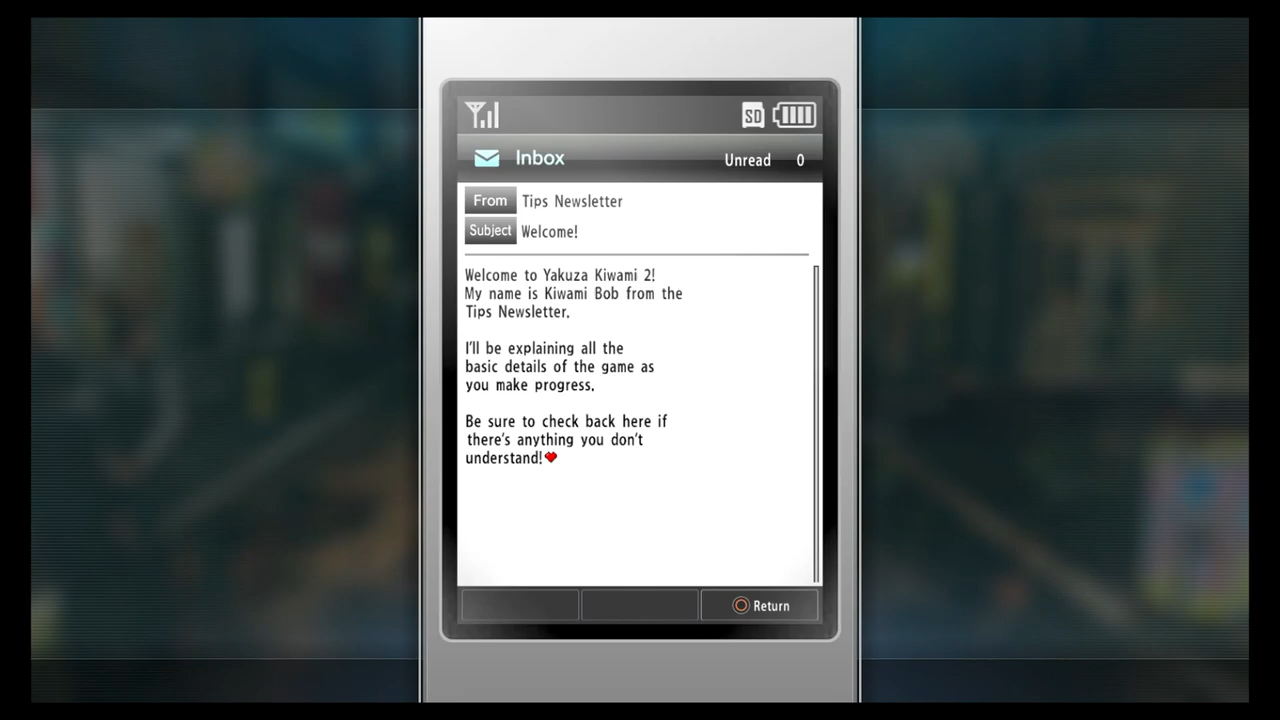 SD
Inbox
Unread 0
From Tips Newsletter
Subject Welcome!
Welcome to Yakuza Kiwami 2!
My name is Kiwami Bob from the
Tips Newsletter.
I'll be explaining all the
basic details of the game as
you make progress.
Be sure to check back here if
there's anything you don't
understand!♥
Return